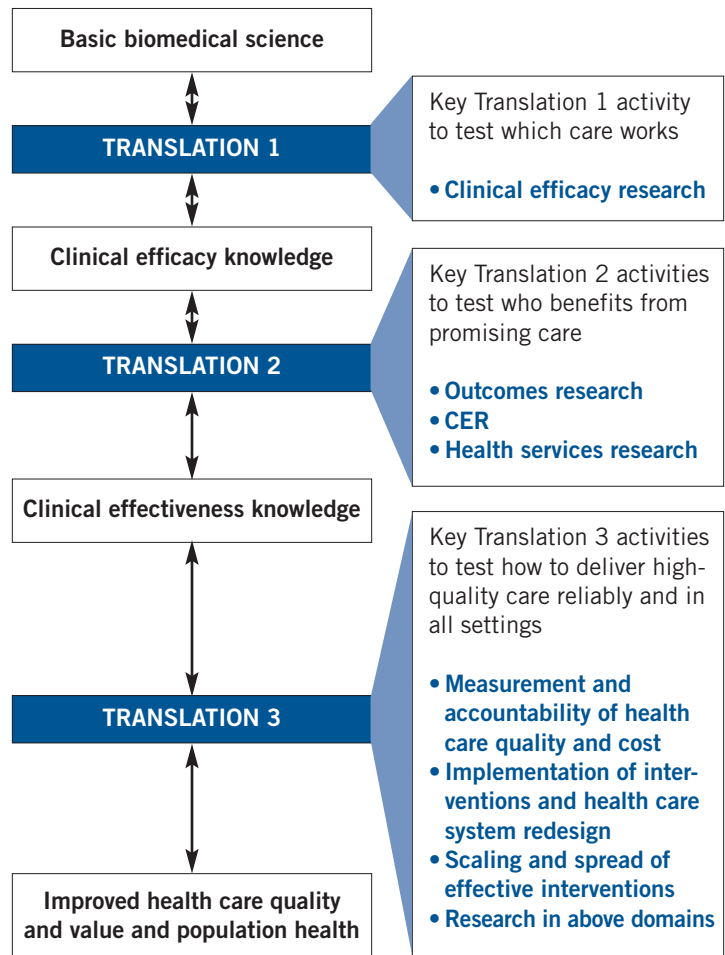 Basic biomedical science
TRANSLATION 1
Key Translation 1 activity
to test which care works
• Clinical efficacy research
Clinical efficacy knowledge
TRANSLATION 2
Key Translation 2 activities
to test who benefits from
promising care
• Outcomes research
• CER
• Health services research
Clinical effectiveness knowledge
TRANSLATION 3
Key Translation 3 activities
to test how to deliver high-
quality care reliably and in
all settings
• Measurement and
accountability of health
care quality and cost
• Implementation of inter-
ventions and health care
system redesign
• Scaling and spread of
effective interventions
• Research in above domains
Improved health care quality
and value and population health